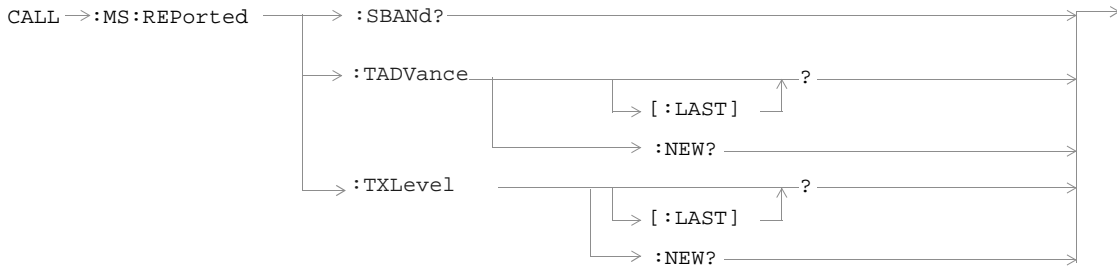 CALL :MS:REPorted :SBANd?
:TADVance ?
[:LAST]
:NEW?
:TXLevel ?
[:LAST]
:NEW?